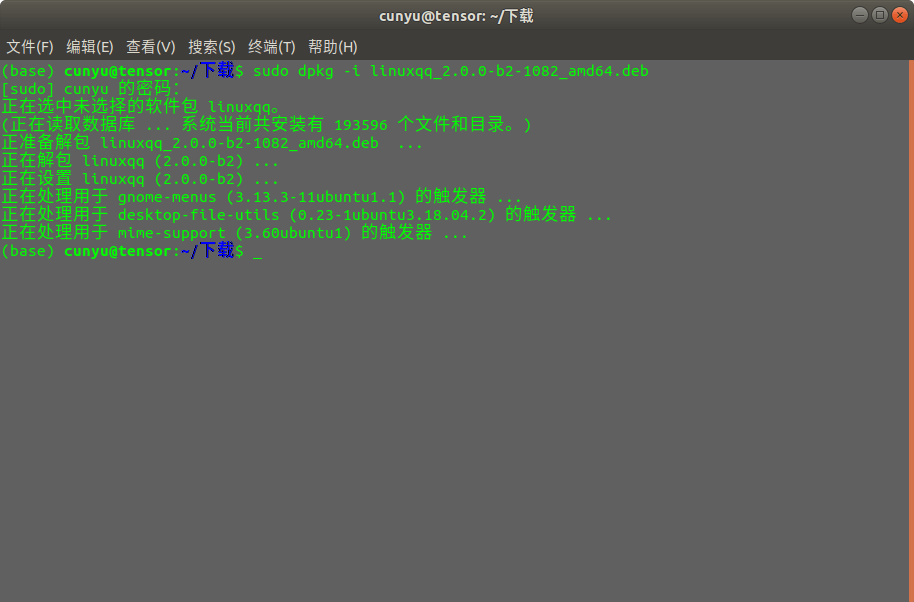 cunyu@tensor: ~/下载
文件(F) 编辑(E) 查看(V) 搜索(S) 终端(T) 帮助(H)
(base) cunyu@tensor:~/下载$ sudo dpkg -i linuxqq_2.0.0-b2-1082_amd64.deb
[sudo] cunyu 的密码：
正在选中未选择的软件包 linuxqq。
(正在读取数据库 ... 系统当前共安装有 193596 个文件和目录。)
正准备解包 linuxqq_2.0.0-b2-1082_amd64.deb  ...
正在解包 linuxqq (2.0.0-b2) ...
正在设置 linuxqq (2.0.0-b2) ...
正在处理用于 gnome-menus (3.13.3-11ubuntu1.1) 的触发器 ...
正在处理用于 desktop-file-utils (0.23-1ubuntu3.18.04.2) 的触发器 ...
正在处理用于 mime-support (3.60ubuntu1) 的触发器 ...
(base) cunyu@tensor:~/下载$ _